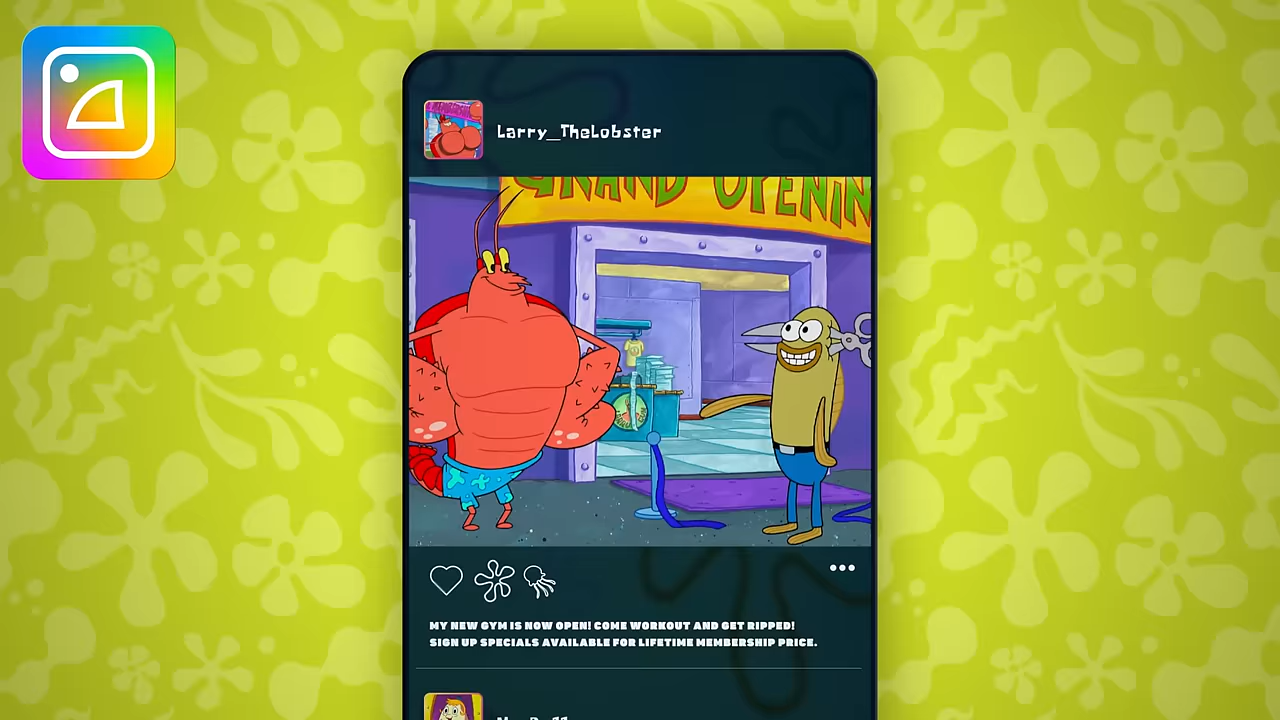 Larry_TheLobster
GRAND OPENIN
MY NEW GYM IS NOW OPEN! COME WORKOUT AND GET RIPPED!
SIGN UP SPECIALS AVAILABLE FOR LIFETIME MEMBERSHIP PRICE.